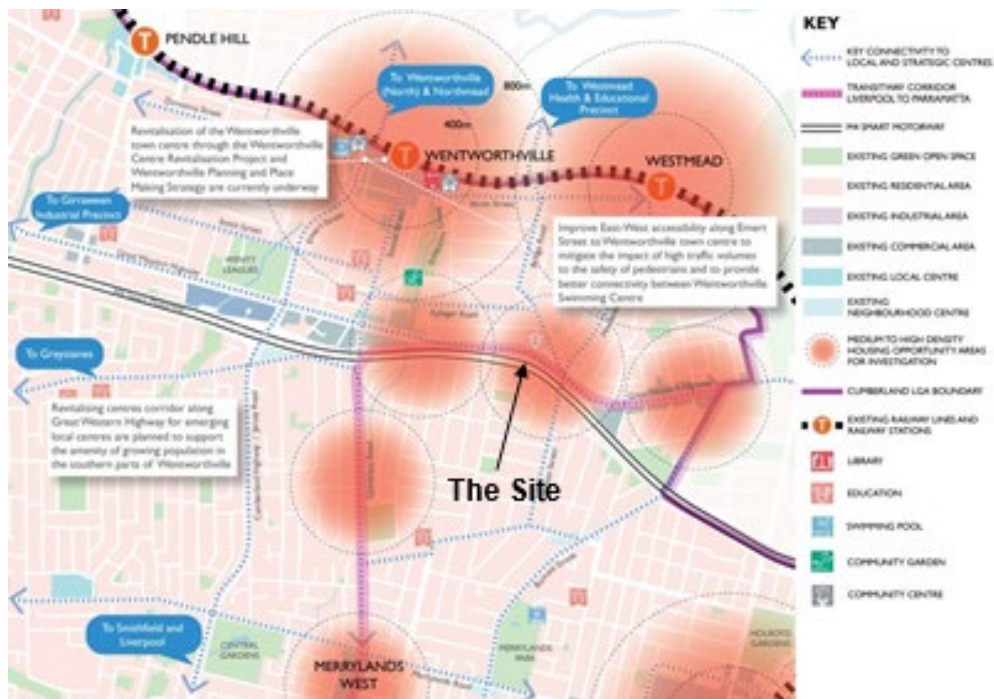 PENDLE HILL
To Wentworthville
(North) & Northmead
800m
To Westmead
Health & Educational
Precinct
400m
Revitalisation of the Wentworthville
town centre through the Wentworthville
Centre Revitalisation Project and
Wentworthville Planning and Place
Making Strategy are currently underway
WENTWORTHVILLE
WESTMEAD
To Girraween
Industrial Precinct
Improve East-West accessibility along Emert
Street to Wentworthville town centre to
mitigate the impact of high traffic volumes
to the safety of pedestrians and to provide
better connectivity between Wentworthville
Swimming Centre
To Greystanes
Revitalising centres corridor along
Great Western Highway for emerging
local centres are planned to support
the amenity of growing population in
the southern parts of Wentworthville
The Site
To Smithfield and
Liverpool
CENTRAL
GARDENS
MERRYLANDS
WEST
MERRYLANDS
PARK
Merrylands Road
HOLROYD
GARDENS
KEY
KEY CONNECTIVITY TO
LOCAL AND STRATEGIC CENTRES
TRANSITWAY CORRIDOR
LIVERPOOL TO PARRAMATTA
M4 SMART MOTORWAY
EXISTING GREEN OPEN SPACE
EXISTING RESIDENTIAL AREA
EXISTING INDUSTRIAL AREA
EXISTING COMMERCIAL AREA
EXISTING LOCAL CENTRE
EXISTING
NEIGHBOURHOOD CENTRE
MEDIUM TO HIGH DENSITY
HOUSING OPPORTUNITY AREAS
FOR INVESTIGATION
CUMBERLAND LGA BOUNDARY
EXISTING RAILWAY LINES AND
RAILWAY STATIONS
LIBRARY
EDUCATION
SWIMMING POOL
COMMUNITY GARDEN
COMMUNITY CENTRE